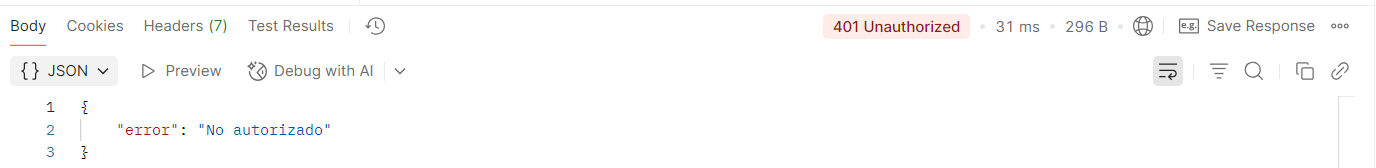 Body Cookies Headers (7) Test Results 401 Unauthorized • 31 ms • 296 B • e.g. Save Response
{} JSON Preview Debug with AI
1 {
2 "error": "No autorizado"
3 }